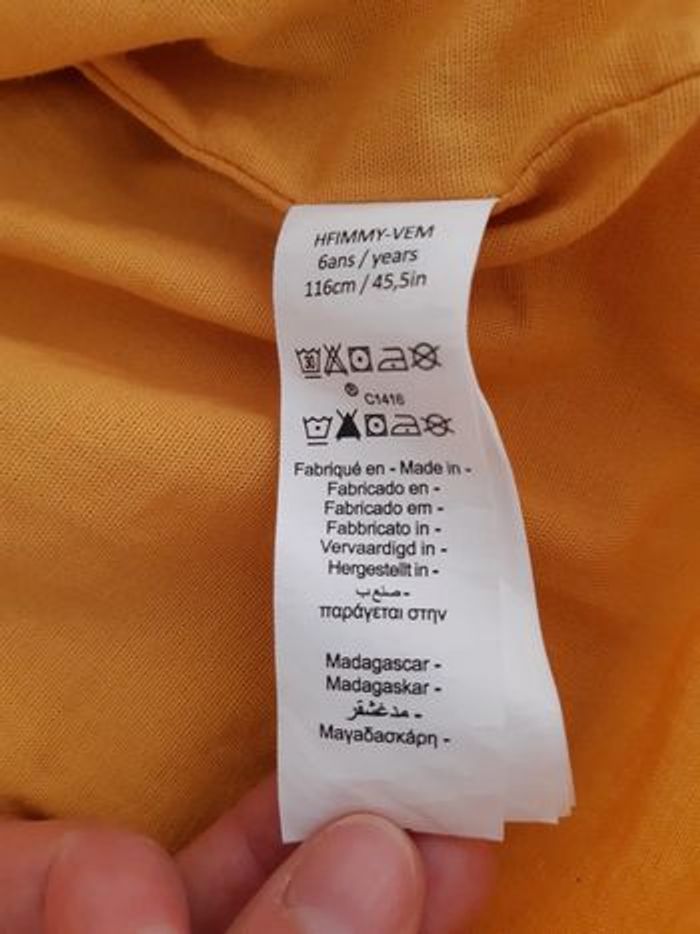 HFIMMY-VEM
6ans / years
116cm / 45,5in
30
® C1416
Fabriqué en - Made in -
Fabricado en -
Fabricado em -
Fabbricato in -
Vervaardigd in -
Hergestellt in -
صنع ب-
παράγεται στην
Madagascar -
Madagaskar -
مدغشقر -
Μαγαδασκάρη -